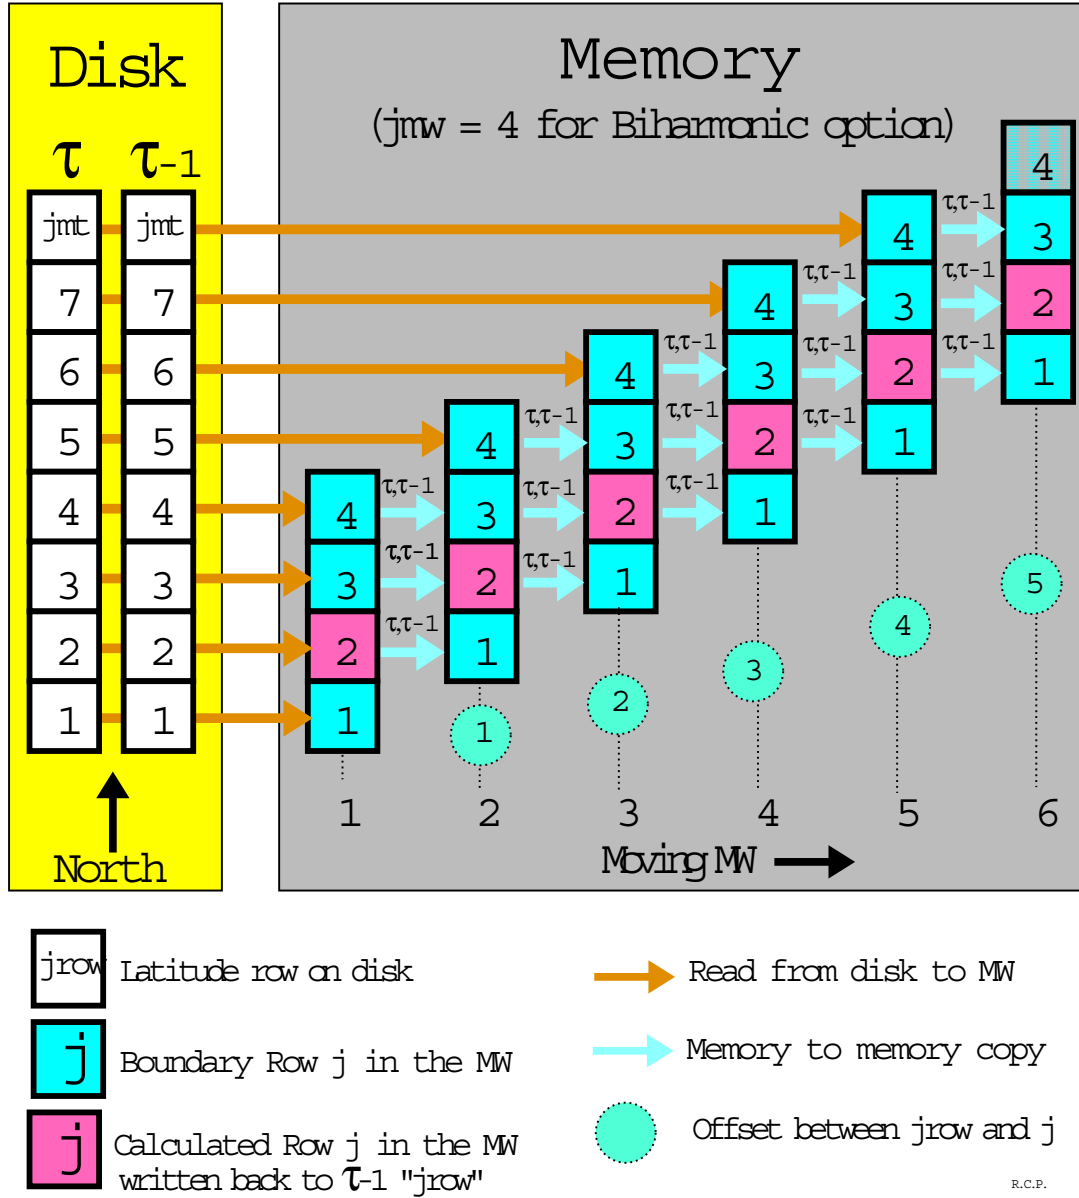 Disk
Memory
(jmw = 4 for Biharmonic option)
τ τ-1
4
jmt jmt 4 τ,τ-1 3
7 7 4 τ,τ-1 3 τ,τ-1 2
6 6 4 τ,τ-1 3 τ,τ-1 2 τ,τ-1 1
5 5 4 τ,τ-1 3 τ,τ-1 2 τ,τ-1 1
4 4 4 τ,τ-1 3 τ,τ-1 2 τ,τ-1 1
3 3 3 τ,τ-1 2 τ,τ-1 1
2 2 2 τ,τ-1 1
1 1 1
1 2 3 4 5
1 2 3 4 5 6
North
Moving MW
jrow Latitude row on disk
j Boundary Row j in the MW
j Calculated Row j in the MW
written back to τ-1 "jrow"
Read from disk to MW
Memory to memory copy
Offset between jrow and j
R.C.P.